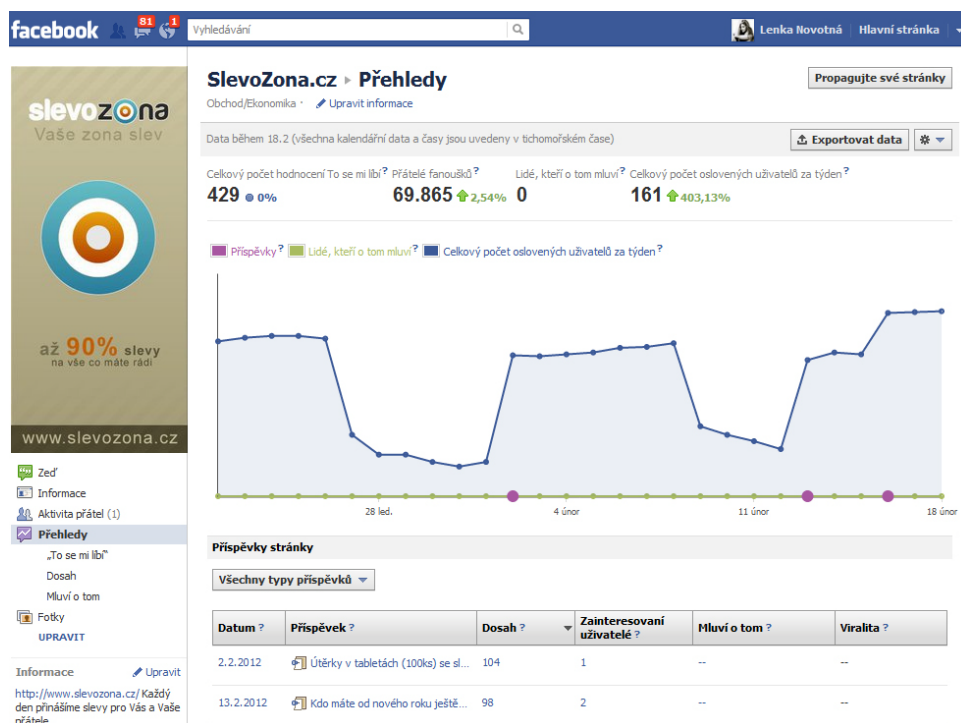 facebook
81
1
Vyhledávání
Lenka Novotná
Hlavní stránka
slevozona
Vaše zona slev
až 90% slevy
na vše co máte rádi
www.slevozona.cz
Zeď
Informace
Aktivita přátel (1)
Přehledy
„To se mi líbí“
Dosah
Mluví o tom
Fotky
UPRAVIT
Informace
Upravit
http://www.slevozona.cz/ Každý
den přinášíme slevy pro Vás a Vaše
přátele
SlevoZona.cz ▸ Přehledy
Propagujte své stránky
Obchod/Ekonomika · Upravit informace
Data během 18.2 (všechna kalendářní data a časy jsou uvedeny v tichomořském čase)
Exportovat data
Celkový počet hodnocení To se mi líbí? Přátelé fanoušků? Lidé, kteří o tom mluví? Celkový počet oslovených uživatelů za týden?
429 0% 69.865 2,54% 0 161 403,13%
Příspěvky? Lidé, kteří o tom mluví? Celkový počet oslovených uživatelů za týden?
28 led. 4 únor 11 únor 18 únor
Příspěvky stránky
Všechny typy příspěvků
Datum ? Příspěvek ? Dosah ? Zainteresovaní uživatelé ? Mluví o tom ? Viralita ?
2.2.2012 Útěrky v tabletách (100ks) se sl... 104 1 -- --
13.2.2012 Kdo máte od nového roku ještě... 98 2 -- --